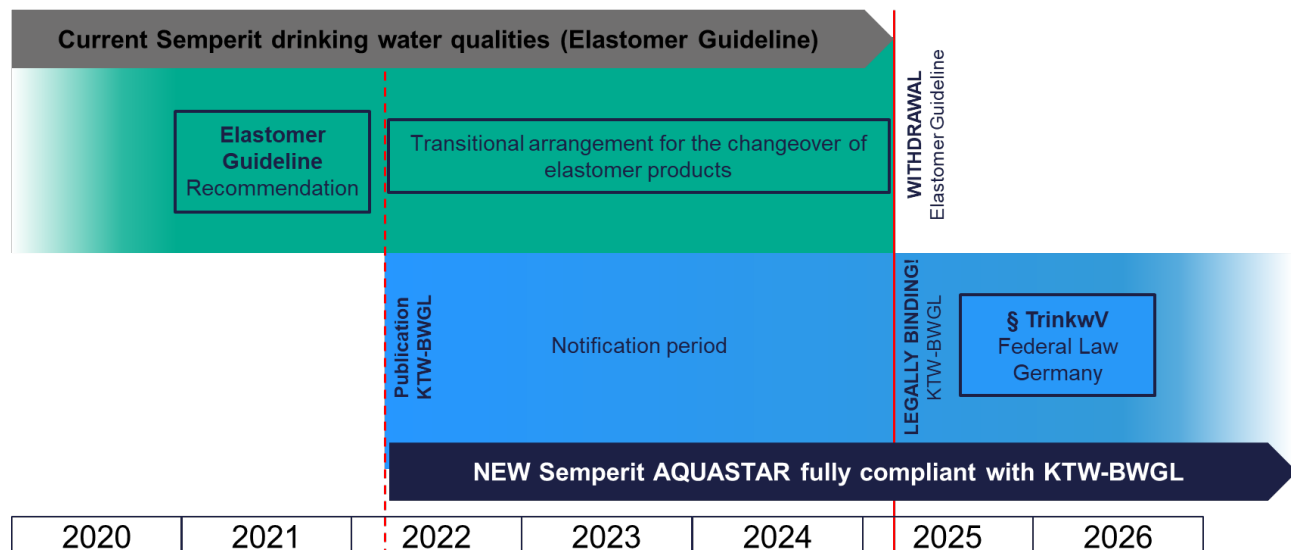 Current Semperit drinking water qualities (Elastomer Guideline)
Elastomer
Guideline
Recommendation
Transitional arrangement for the changeover of
elastomer products
WITHDRAWAL
Elastomer Guideline
Publication
KTW-BWGL
Notification period
LEGALLY BINDING!
KTW-BWGL
§ TrinkwV
Federal Law
Germany
NEW Semperit AQUASTAR fully compliant with KTW-BWGL
2020 2021 2022 2023 2024 2025 2026